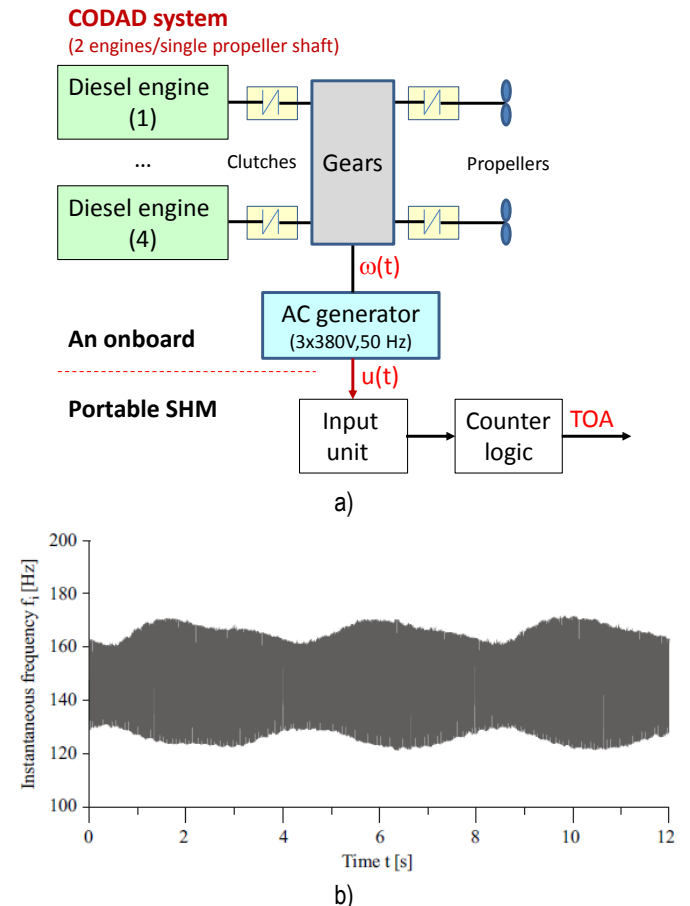 CODAD system
(2 engines/single propeller shaft)
Diesel engine
(1)
...
Clutches
Gears
Propellers
Diesel engine
(4)
ω(t)
AC generator
(3x380V,50 Hz)
An onboard
u(t)
Portable SHM
Input
unit
Counter
logic
TOA
a)
200
180
160
140
120
100
Instantaneous frequency fi [Hz]
0 2 4 6 8 10 12
Time t [s]
b)